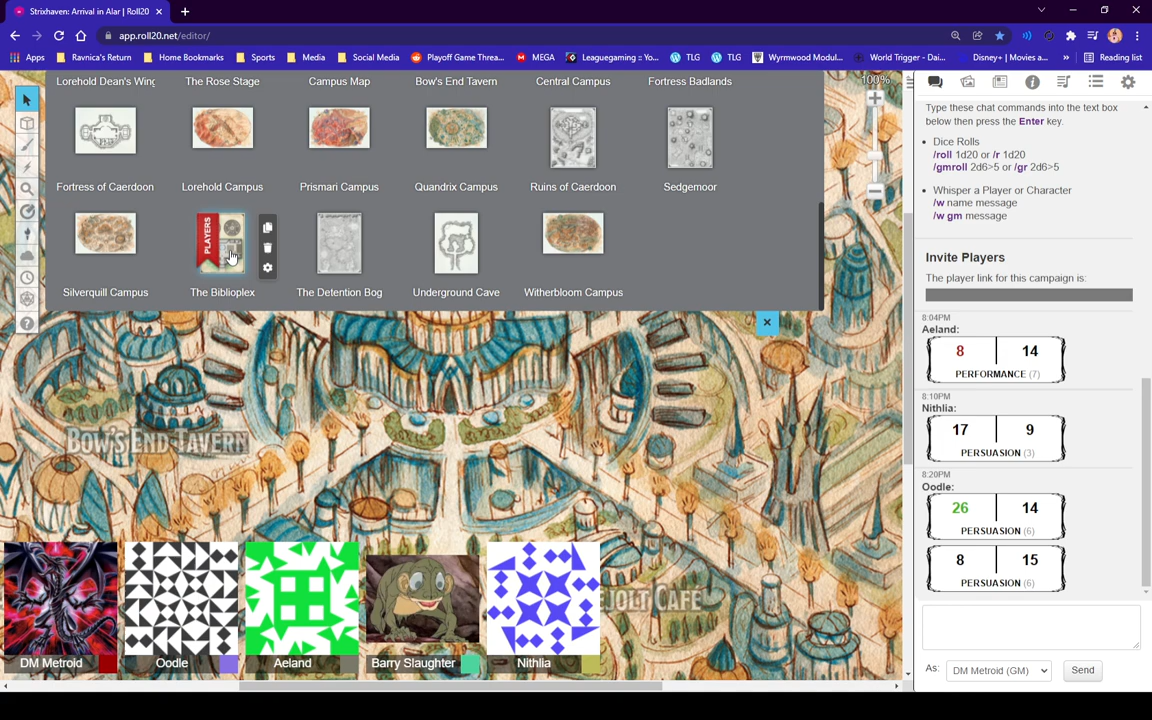 Strixhaven: Arrival in Alar | Roll20
app.roll20.net/editor/
Apps
Ravnica's Return
Home Bookmarks
Sports
Media
Social Media
Playoff Game Threa...
MEGA
Leaguegaming :: Yo...
TLG
TLG
Wyrmwood Modul...
World Trigger - Dai...
Disney+ | Movies a...
»
Reading list
Lorehold Dean's Wing
The Rose Stage
Campus Map
Bow's End Tavern
Central Campus
Fortress Badlands
100%
Fortress of Caerdoon
Lorehold Campus
Prismari Campus
Quandrix Campus
Ruins of Caerdoon
Sedgemoor
PLAYERS
Silverquill Campus
The Biblioplex
The Detention Bog
Underground Cave
Witherbloom Campus
BOW'S END TAVERN
JOLT CAFE
DM Metroid
Oodle
Aeland
Barry Slaughter
Nithlia
Type these chat commands into the text box
below then press the Enter key.
• Dice Rolls
/roll 1d20 or /r 1d20
/gmroll 2d6>5 or /gr 2d6>5
• Whisper a Player or Character
/w name message
/w gm message
Invite Players
The player link for this campaign is:
8:04PM
Aeland:
8 14
PERFORMANCE (7)
8:10PM
Nithlia:
17 9
PERSUASION (3)
8:20PM
Oodle:
26 14
PERSUASION (6)
8 15
PERSUASION (6)
As:
DM Metroid (GM)
Send